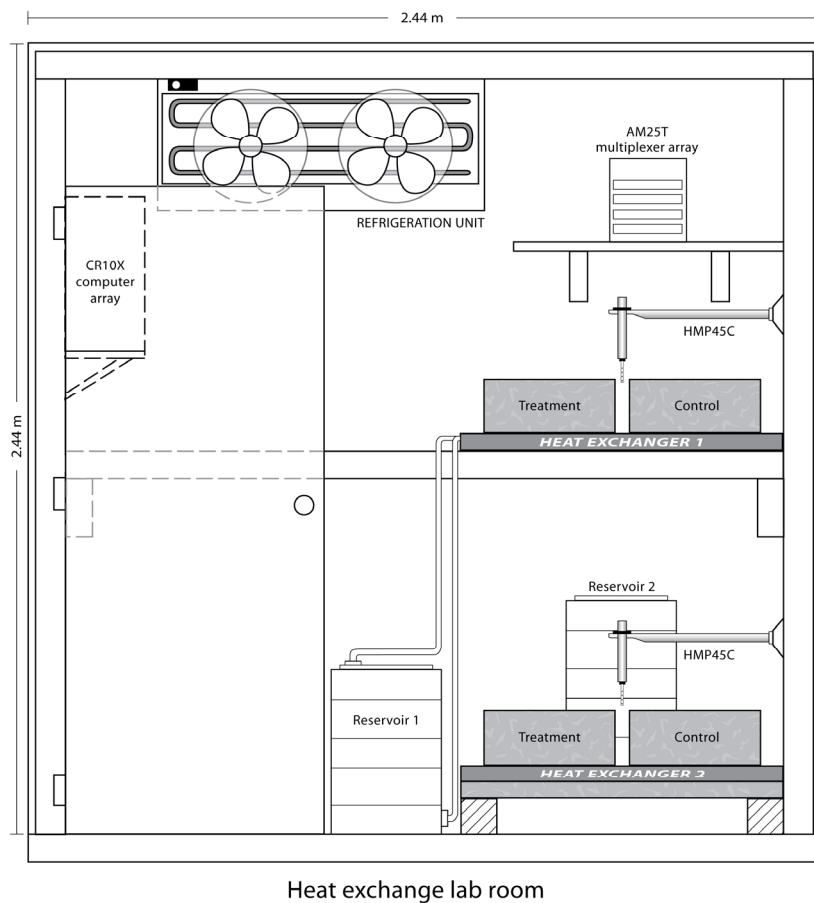 2.44 m
REFRIGERATION UNIT
AM25T
multiplexer array
CR10X
computer
array
HMP45C
Treatment
Control
HEAT EXCHANGER 1
2.44 m
Reservoir 2
HMP45C
Reservoir 1
Treatment
Control
HEAT EXCHANGER 2
Heat exchange lab room